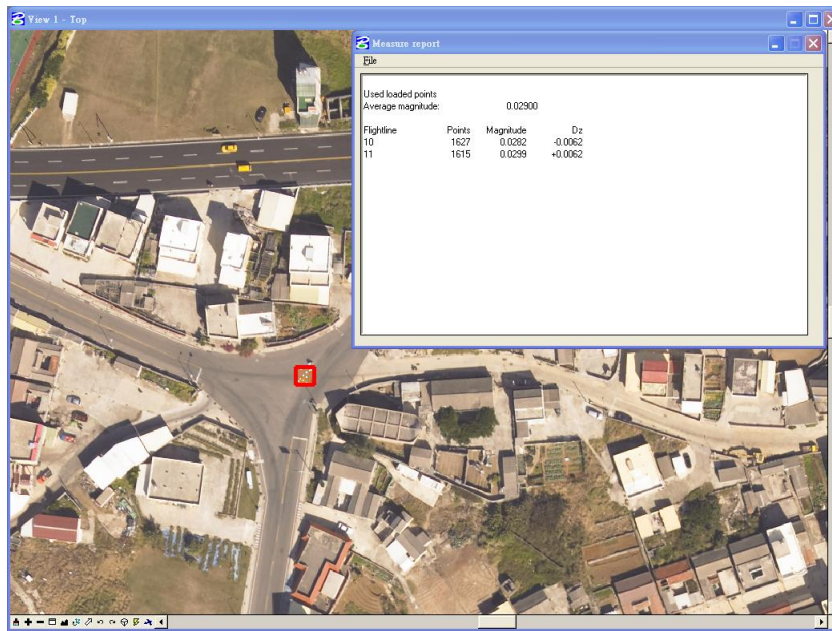 View 1 - Top
Measure report
File
Used loaded points
Average magnitude: 0.02900
Flightline Points Magnitude Dz
10 1627 0.0282 -0.0062
11 1615 0.0299 +0.0062